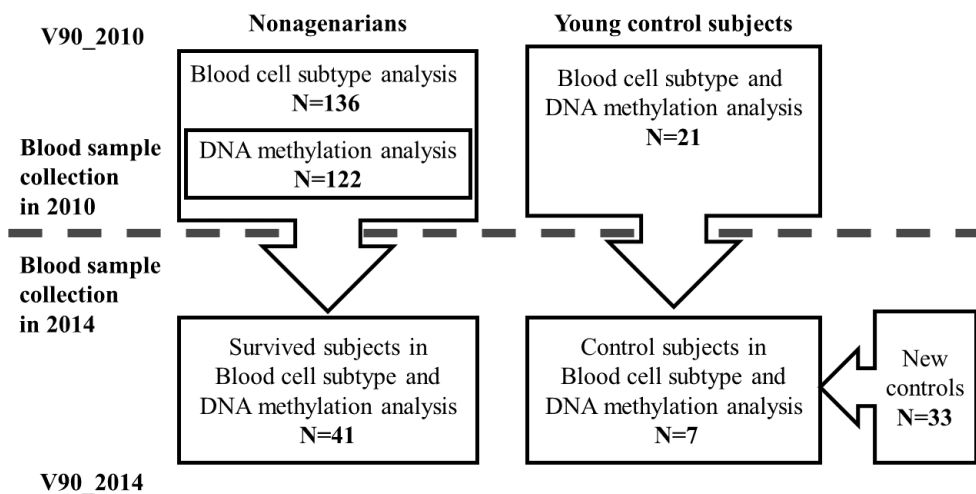 V90_2010
Nonagenarians
Young control subjects
Blood cell subtype analysis
N=136
DNA methylation analysis
N=122
Blood cell subtype and
DNA methylation analysis
N=21
Blood sample
collection
in 2010
Blood sample
collection
in 2014
Survived subjects in
Blood cell subtype and
DNA methylation analysis
N=41
Control subjects in
Blood cell subtype and
DNA methylation analysis
N=7
New
controls
N=33
V90_2014